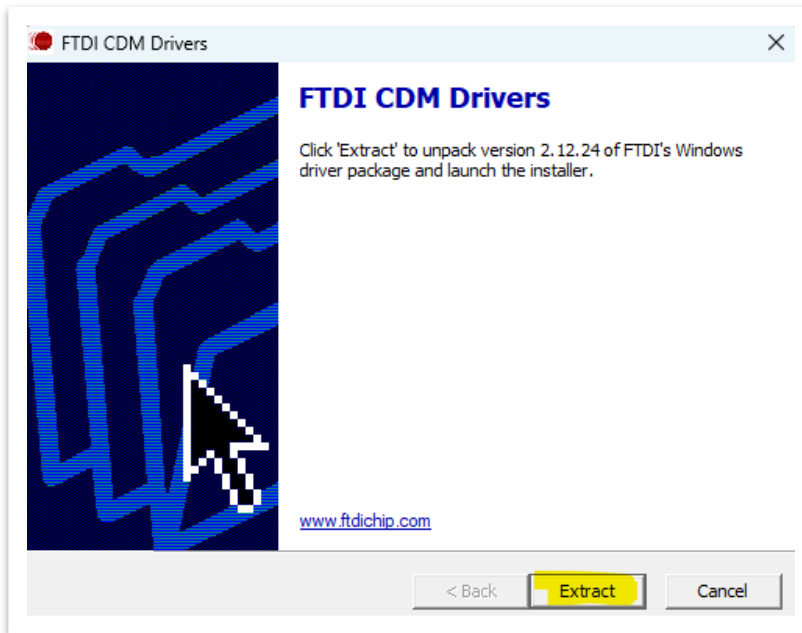 FTDI CDM Drivers
FTDI CDM Drivers
Click 'Extract' to unpack version 2.12.24 of FTDI's Windows
driver package and launch the installer.
www.ftdichip.com
< Back Extract Cancel